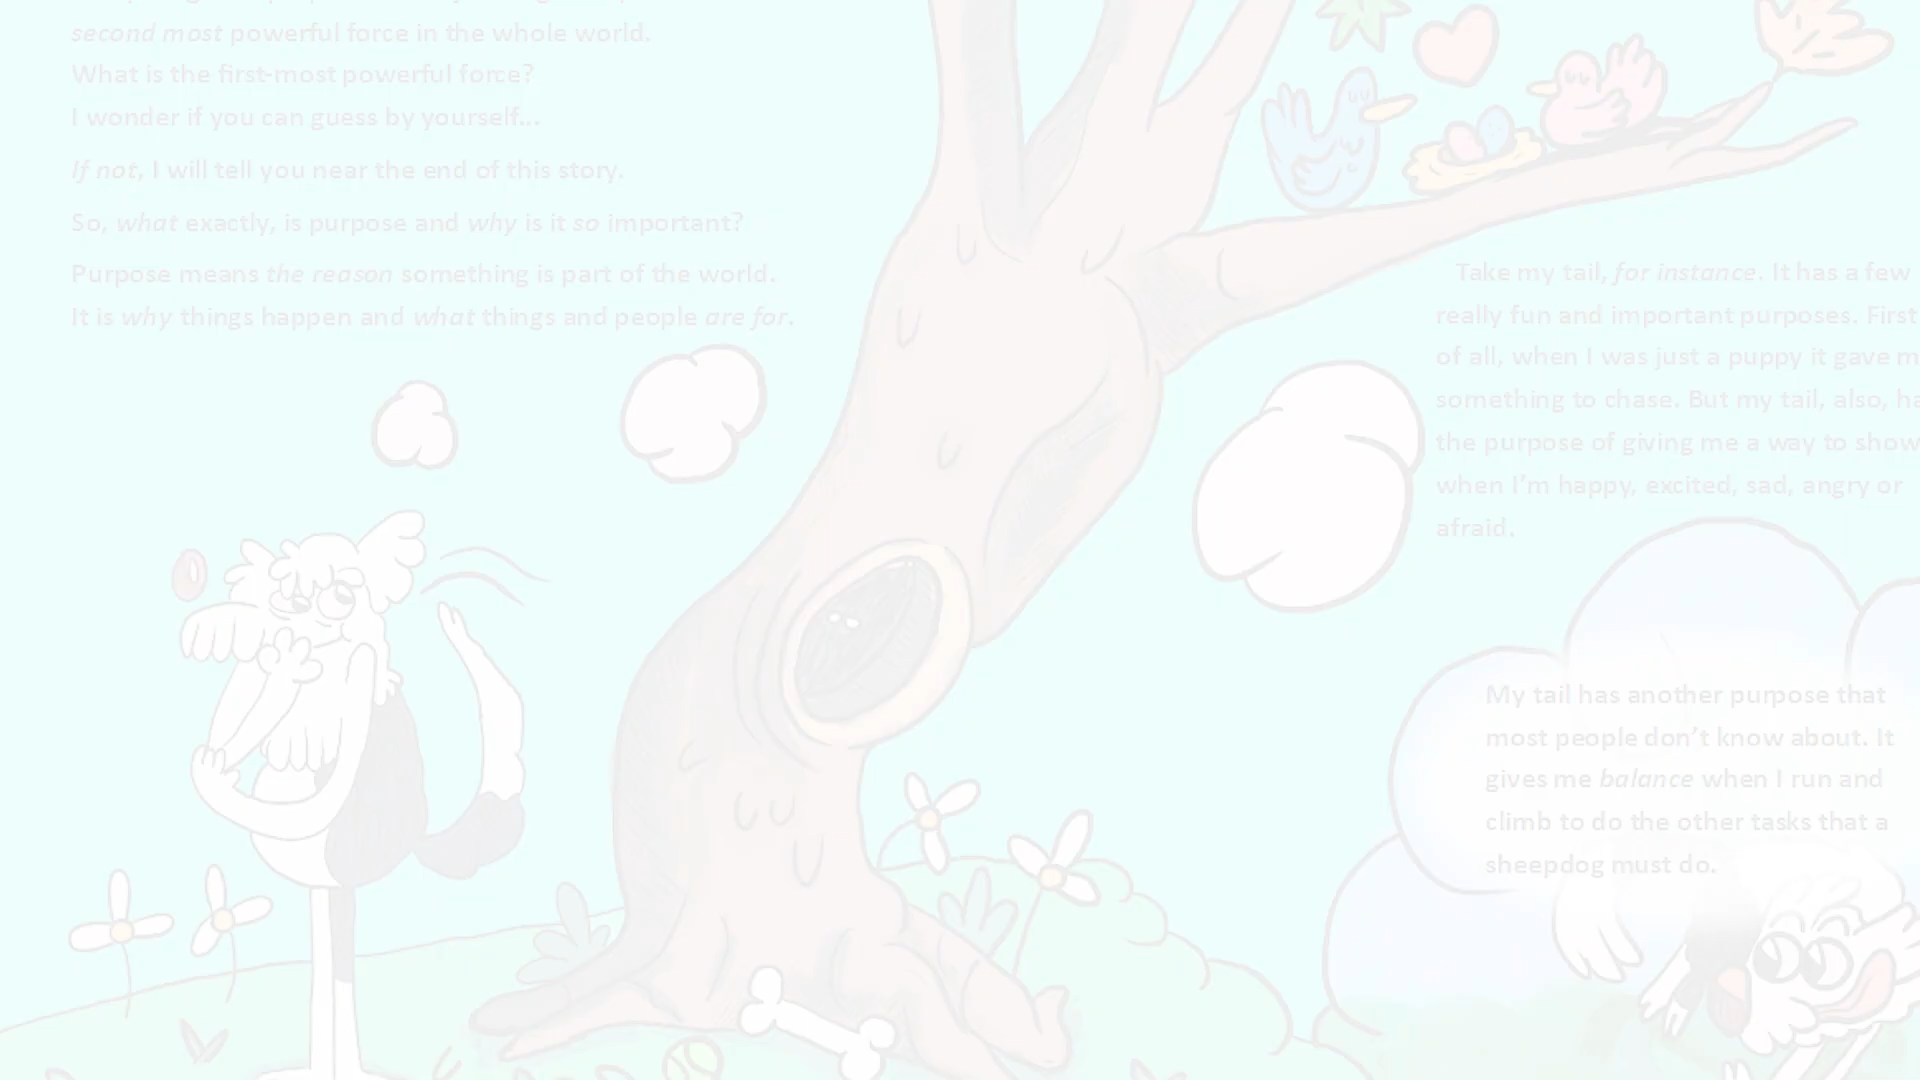 second most powerful force in the whole world.
What is the first-most powerful force?
I wonder if you can guess by yourself...
If not, I will tell you near the end of this story.
So, what exactly, is purpose and why is it so important?
Purpose means the reason something is part of the world.
It is why things happen and what things and people are for.
Take my tail, for instance. It has a few
really fun and important purposes. First
of all, when I was just a puppy it gave m
something to chase. But my tail, also, ha
the purpose of giving me a way to show
when I'm happy, excited, sad, angry or
afraid.
My tail has another purpose that
most people don't know about. It
gives me balance when I run and
climb to do the other tasks that a
sheepdog must do.